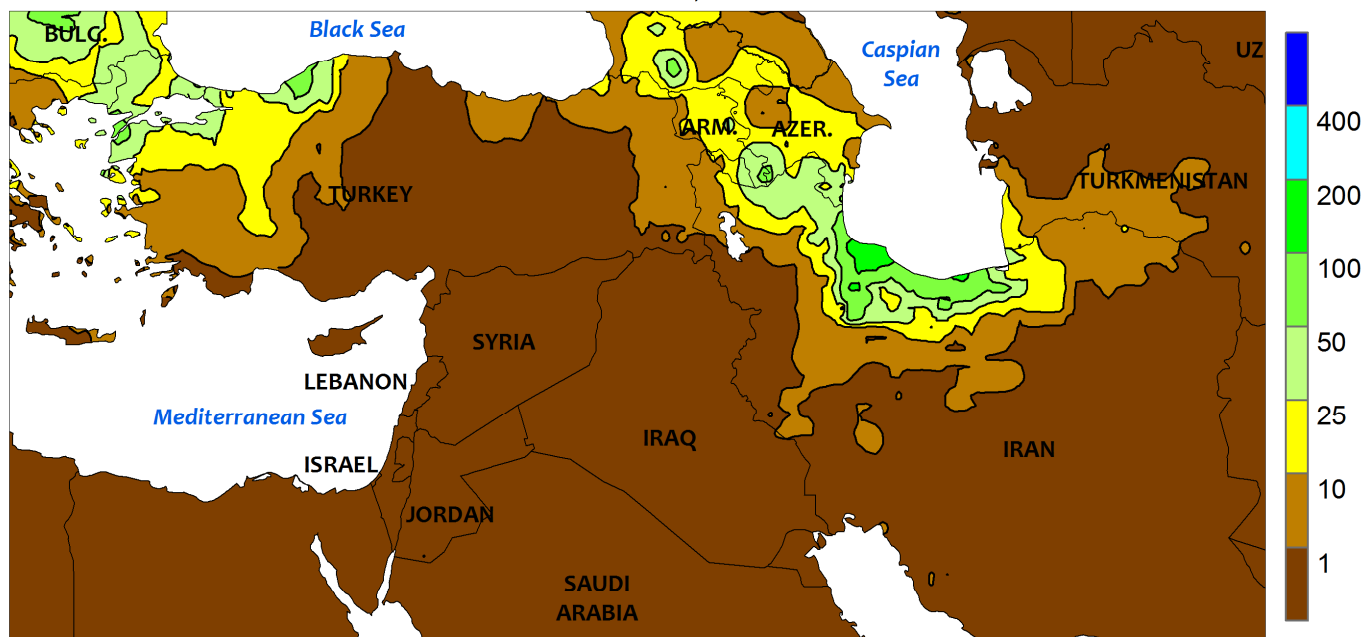 BULG.
Black Sea
Caspian
Sea
UZ
ARM.
AZER.
TURKEY
TURKMENISTAN
SYRIA
LEBANON
Mediterranean Sea
IRAQ
IRAN
ISRAEL
JORDAN
SAUDI
ARABIA
400
200
100
50
25
10
1